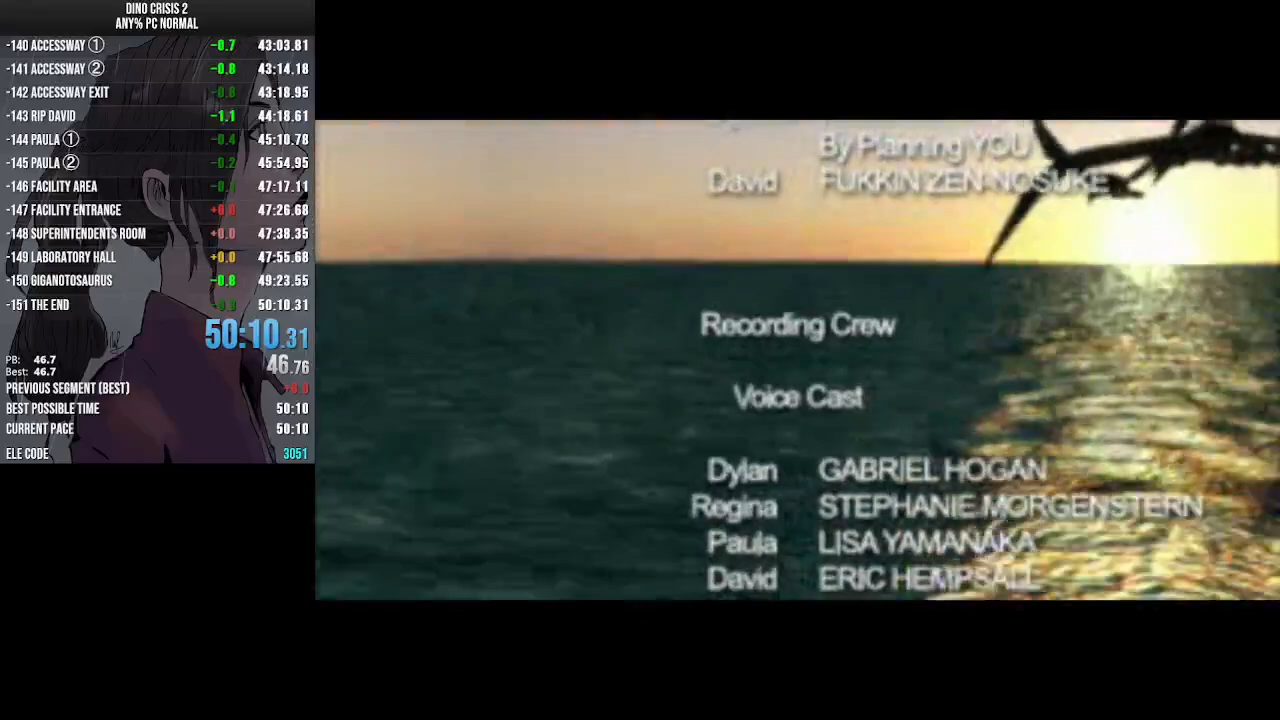 DINO CRISIS 2
ANY% PC NORMAL
-140 ACCESSWAY ① -0.7 43:03.81
-141 ACCESSWAY ② -0.8 43:14.18
-142 ACCESSWAY EXIT -0.8 43:18.95
-143 RIP DAVID -1.1 44:18.61
-144 PAULA ① -0.4 45:10.78
-145 PAULA ② -0.2 45:54.95
-146 FACILITY AREA 47:17.11
-147 FACILITY ENTRANCE +0.0 47:26.68
-148 SUPERINTENDENTS ROOM +0.0 47:38.35
-149 LABORATORY HALL +0.0 47:55.68
-150 GIGANOTOSAURUS -0.8 49:23.55
-151 THE END 50:10.31
50:10.31
PB: 46.7
46.76
Best: 46.7
PREVIOUS SEGMENT (BEST) +0.0
BEST POSSIBLE TIME 50:10
CURRENT PACE 50:10
ELE CODE 3051
By Planning YOU
David FUKKIN ZEN-NOSUKE
Recording Crew
Voice Cast
Dylan GABRIEL HOGAN
Regina STEPHANIE MORGENSTERN
Paula LISA YAMANAKA
David ERIC HEMPSALL